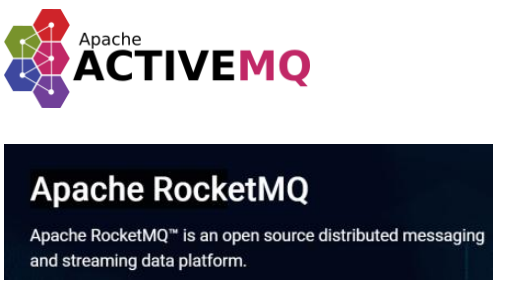 Apache
ACTIVEMQ
Apache RocketMQ
Apache RocketMQ™ is an open source distributed messaging
and streaming data platform.